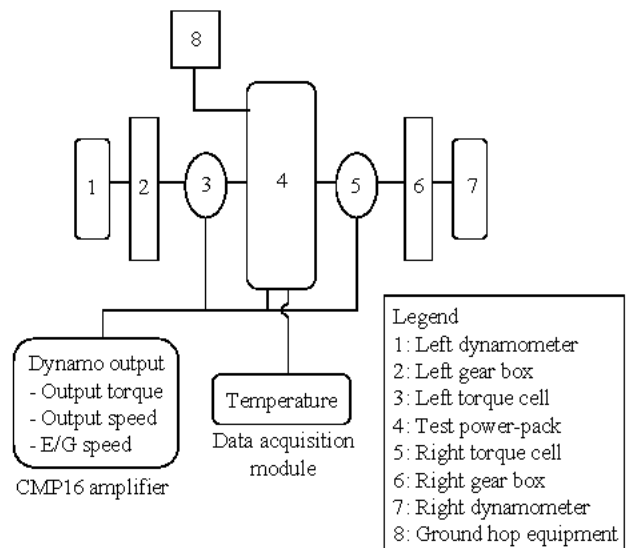 8
1
2
3
4
5
6
7
Dynamo output
- Output torque
- Output speed
- E/G speed
CMP16 amplifier
Temperature
Data acquisition
module
Legend
1: Left dynamometer
2: Left gear box
3: Left torque cell
4: Test power-pack
5: Right torque cell
6: Right gear box
7: Right dynamometer
8: Ground hop equipment